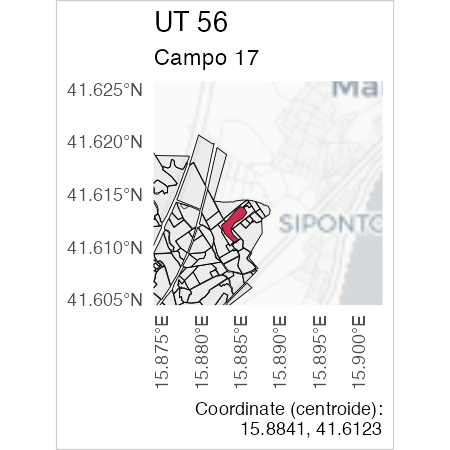 UT 56
Campo 17
41.625°N
41.620°N
41.615°N
41.610°N
41.605°N
Ma
SIPONTO
15.875°E
15.880°E
15.885°E
15.890°E
15.895°E
15.900°E
Coordinate (centroide):
15.8841, 41.6123